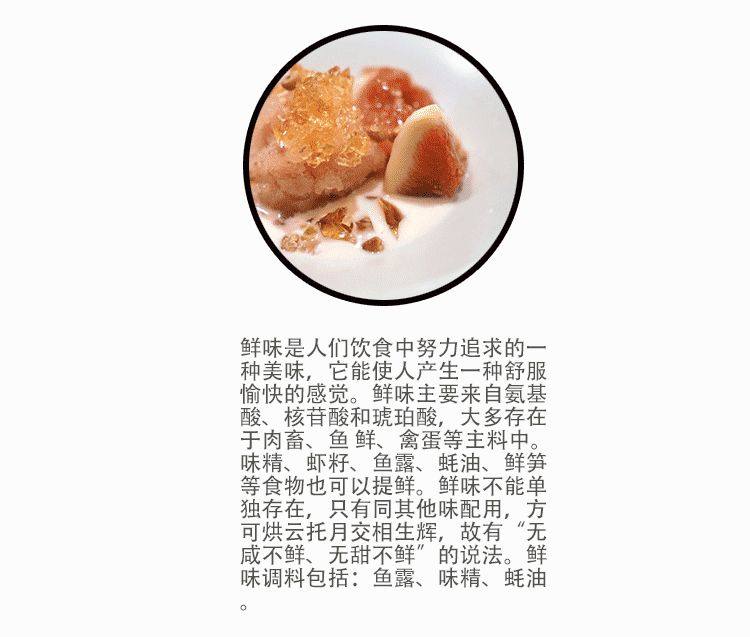 鲜味是人们饮食中努力追求的一
种美味，它能使人产生一种舒服
愉快的感觉。鲜味主要来自氨基
酸、核苷酸和琥珀酸，大多存在
于肉畜、鱼 鲜、禽蛋等主料中。
味精、虾籽、鱼露、蚝油、鲜笋
等食物也可以提鲜。鲜味不能单
独存在，只有同其他味配用，方
可烘云托月交相生辉，故有“无
咸不鲜、无甜不鲜”的说法。鲜
味调料包括：鱼露、味精、蚝油
。